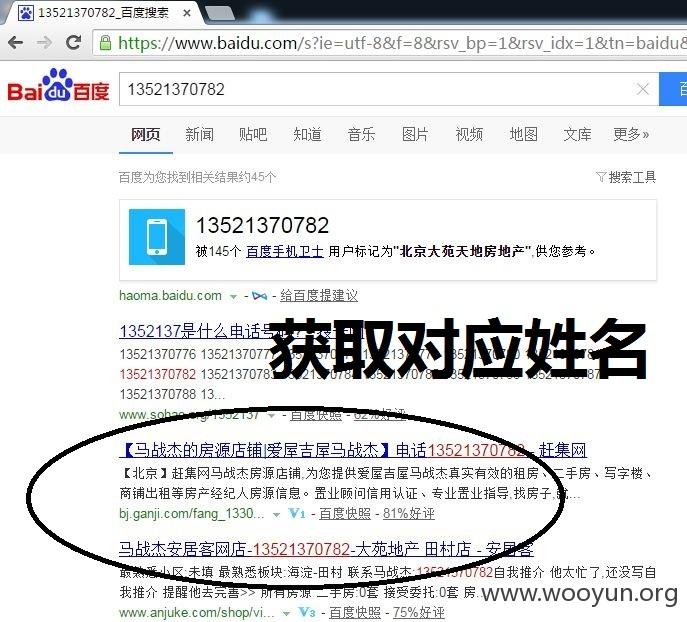 13521370782_百度搜索
https://www.baidu.com/s?ie=utf-8&f=8&rsv_bp=1&rsv_idx=1&tn=baidu&
Bai du 百度
13521370782
百
网页 新闻 贴吧 知道 音乐 图片 视频 地图 文库 更多»
百度为您找到相关结果约45个
搜索工具
13521370782
被145个 百度手机卫士 用户标记为"北京大苑天地房地产",供您参考。
haoma.baidu.com - 给百度提建议
1352137是什么电话号
获取对应姓名
13521370776 13521370777
13521370782 13521370783
13521370788 13...
www.sohao.org/1352137 - 百度快照 - 62%好评
【马战杰的房源店铺|爱屋吉屋马战杰】电话13521370782 - 赶集网
【北京】赶集网马战杰房源店铺,为您提供爱屋吉屋马战杰真实有效的租房、二手房、写字楼、
商铺出租等房产经纪人房源信息。置业顾问信用认证、专业置业指导,找房子,就...
bj.ganji.com/fang_1330... V1 - 百度快照 - 81%好评
马战杰安居客网店-13521370782-大苑地产 田村店 - 安居客
最熟悉小区:未填 最熟悉板块:海淀-田村 联系马战杰:13521370782自我推介 他太忙了,还没写自
我推介 提醒他去完善>> 所有房源 二手房:0套 接受委托:0套 房...
www.wooyun.org
www.anjuke.com/shop/vi... V3 - 百度快照 - 75%好评